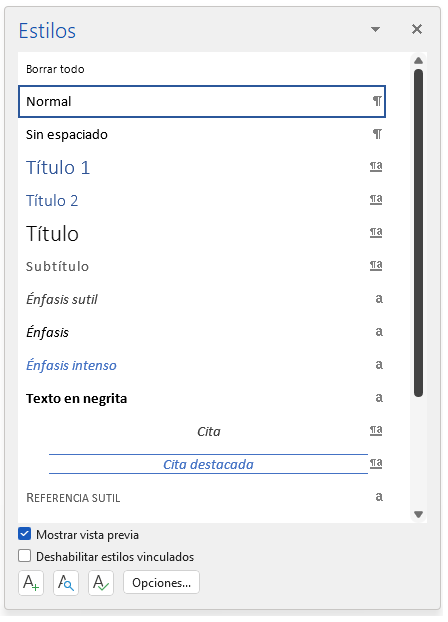 Estilos
Borrar todo
Normal ¶
Sin espaciado ¶
Título 1 ¶a
Título 2 ¶a
Título ¶a
Subtítulo ¶a
Énfasis sutil a
Énfasis a
Énfasis intenso a
Texto en negrita a
Cita ¶a
Cita destacada ¶a
REFERENCIA SUTIL a
Mostrar vista previa
Deshabilitar estilos vinculados
Opciones...